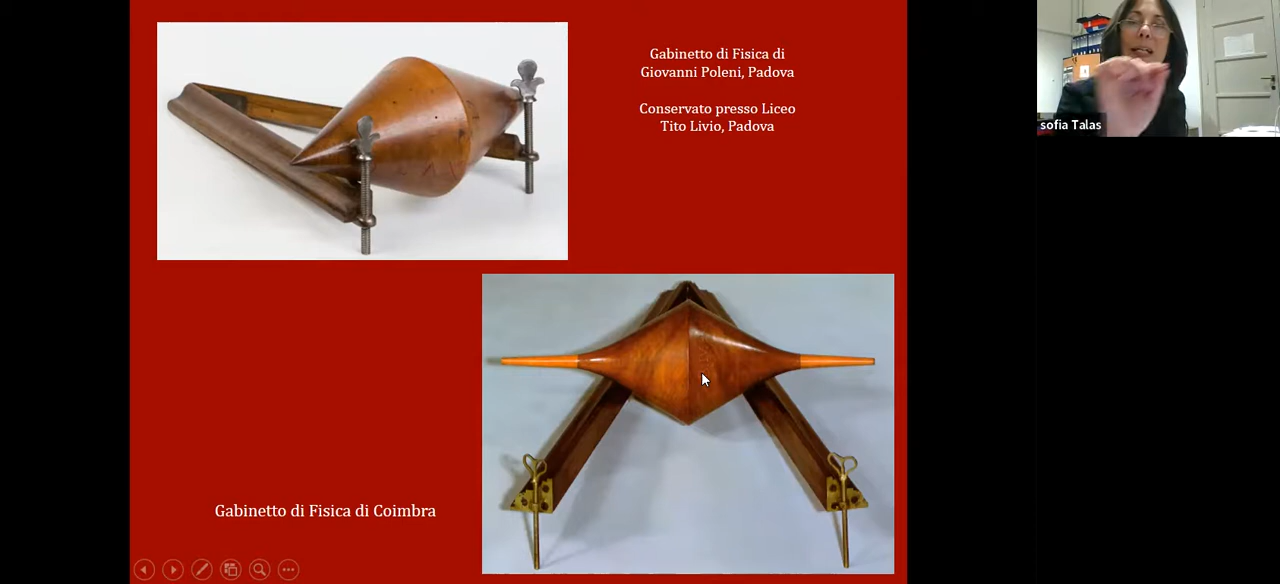 Gabinetto di Fisica di
Giovanni Poleni, Padova
Conservato presso Liceo
Tito Livio, Padova
sofia Talas
Gabinetto di Fisica di Coimbra